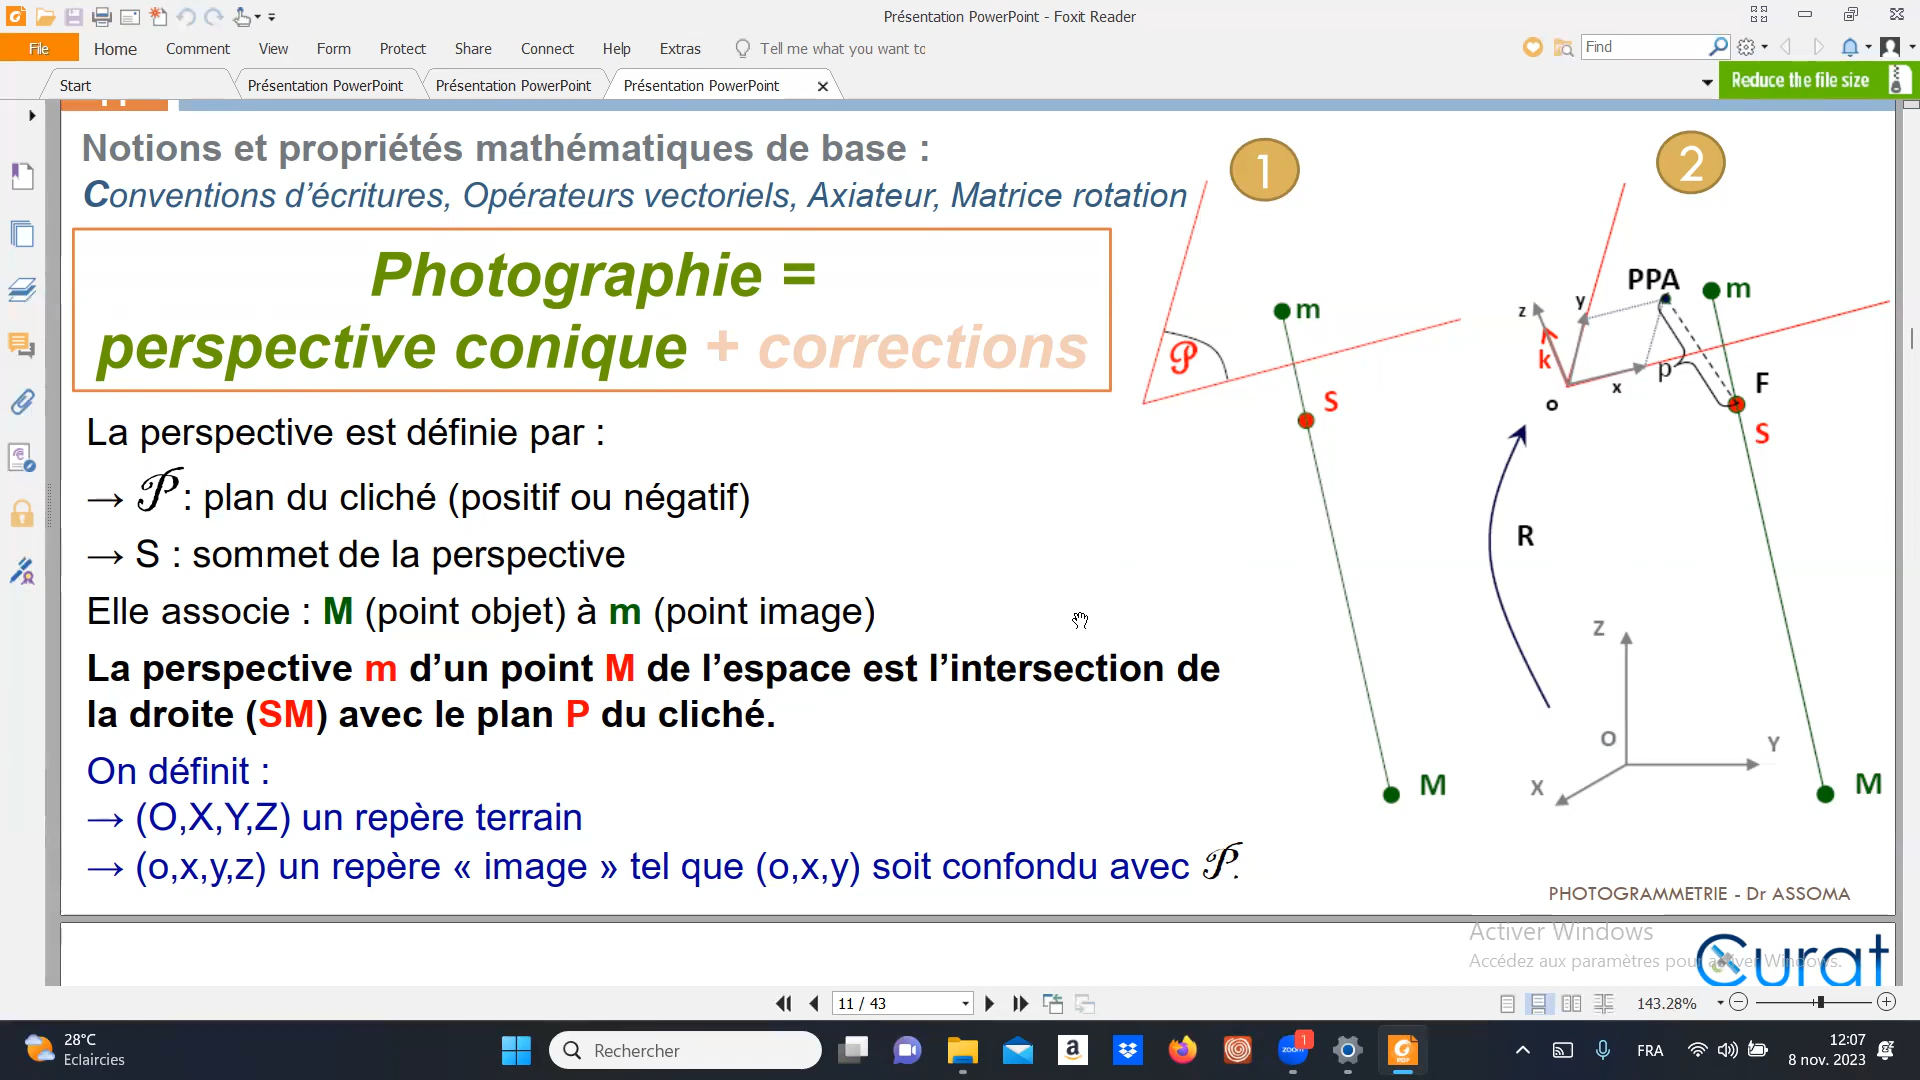 Présentation PowerPoint - Foxit Reader
File Home Comment View Form Protect Share Connect Help Extras Tell me what you want to Find
Start Présentation PowerPoint Présentation PowerPoint Présentation PowerPoint Reduce the file size
Notions et propriétés mathématiques de base :
Conventions d'écritures, Opérateurs vectoriels, Axiateur, Matrice rotation
Photographie =
perspective conique + corrections
La perspective est définie par :
→ 𝒫 : plan du cliché (positif ou négatif)
→ S : sommet de la perspective
Elle associe : M (point objet) à m (point image)
La perspective m d'un point M de l'espace est l'intersection de
la droite (SM) avec le plan P du cliché.
On définit :
→ (O,X,Y,Z) un repère terrain
→ (o,x,y,z) un repère « image » tel que (o,x,y) soit confondu avec 𝒫.
1
m
𝒫
S
M
2
PPA
m
z
y
k
x
p
F
o
S
R
Z
O
Y
X
M
PHOTOGRAMMETRIE - Dr ASSOMA
Activer Windows
Accédez aux paramètres pour activer Windows.
Curat
11 / 43
143.28%
28°C
Eclaircies
Rechercher
a
zoom
1
PDF
FRA
12:07
8 nov. 2023